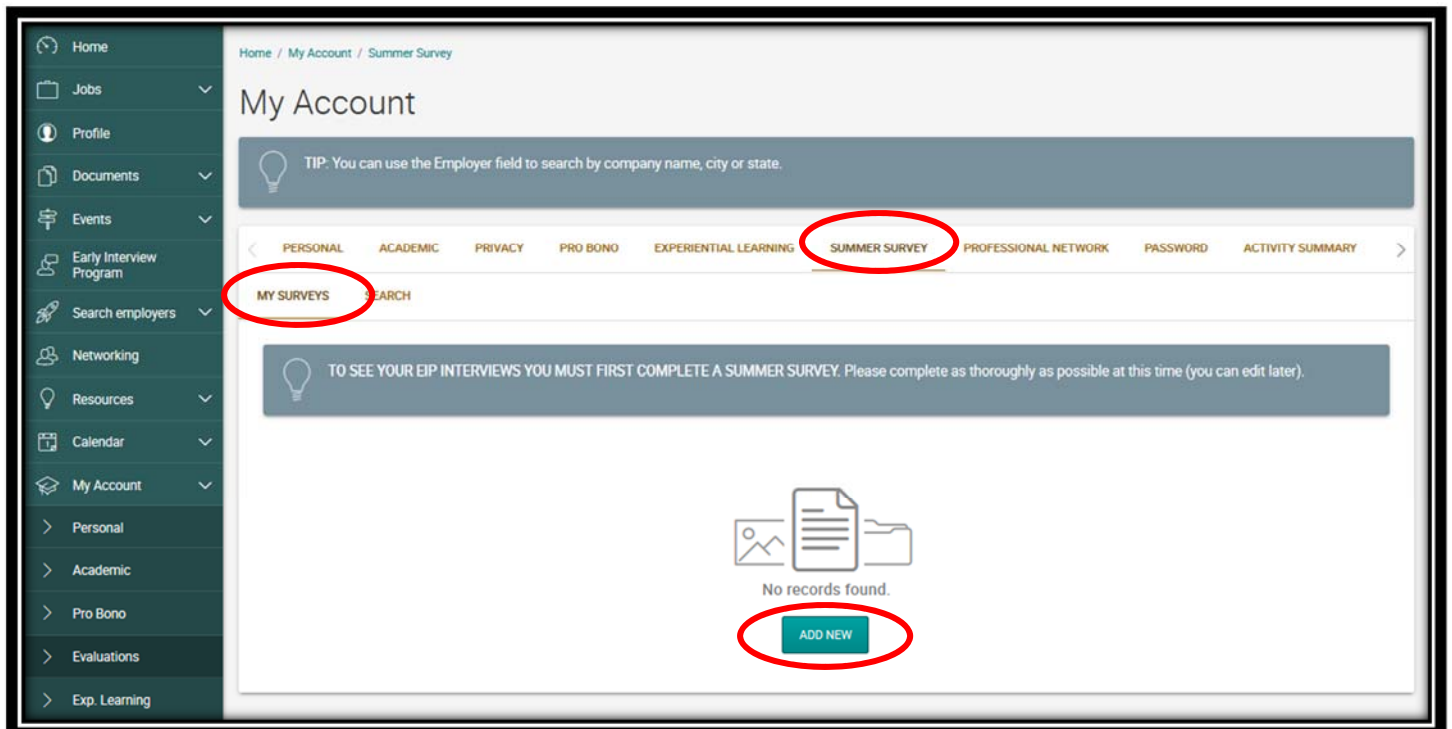 Home
Jobs
Profile
Documents
Events
Early Interview
Program
Search employers
Networking
Resources
Calendar
My Account
Personal
Academic
Pro Bono
Evaluations
Exp. Learning
Home / My Account / Summer Survey
My Account
TIP: You can use the Employer field to search by company name, city or state.
PERSONAL ACADEMIC PRIVACY PRO BONO EXPERIENTIAL LEARNING SUMMER SURVEY PROFESSIONAL NETWORK PASSWORD ACTIVITY SUMMARY
MY SURVEYS SEARCH
TO SEE YOUR EIP INTERVIEWS YOU MUST FIRST COMPLETE A SUMMER SURVEY. Please complete as thoroughly as possible at this time (you can edit later).
No records found.
ADD NEW